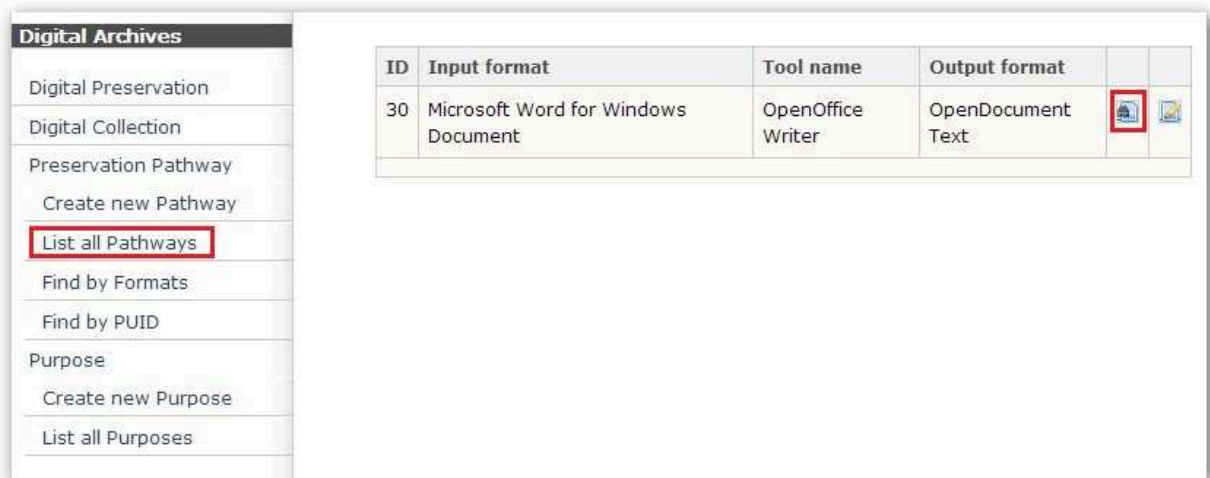 Digital Archives
Digital Preservation
Digital Collection
Preservation Pathway
Create new Pathway
List all Pathways
Find by Formats
Find by PUID
Purpose
Create new Purpose
List all Purposes
ID Input format Tool name Output format
30 Microsoft Word for Windows OpenOffice OpenDocument
Document Writer Text